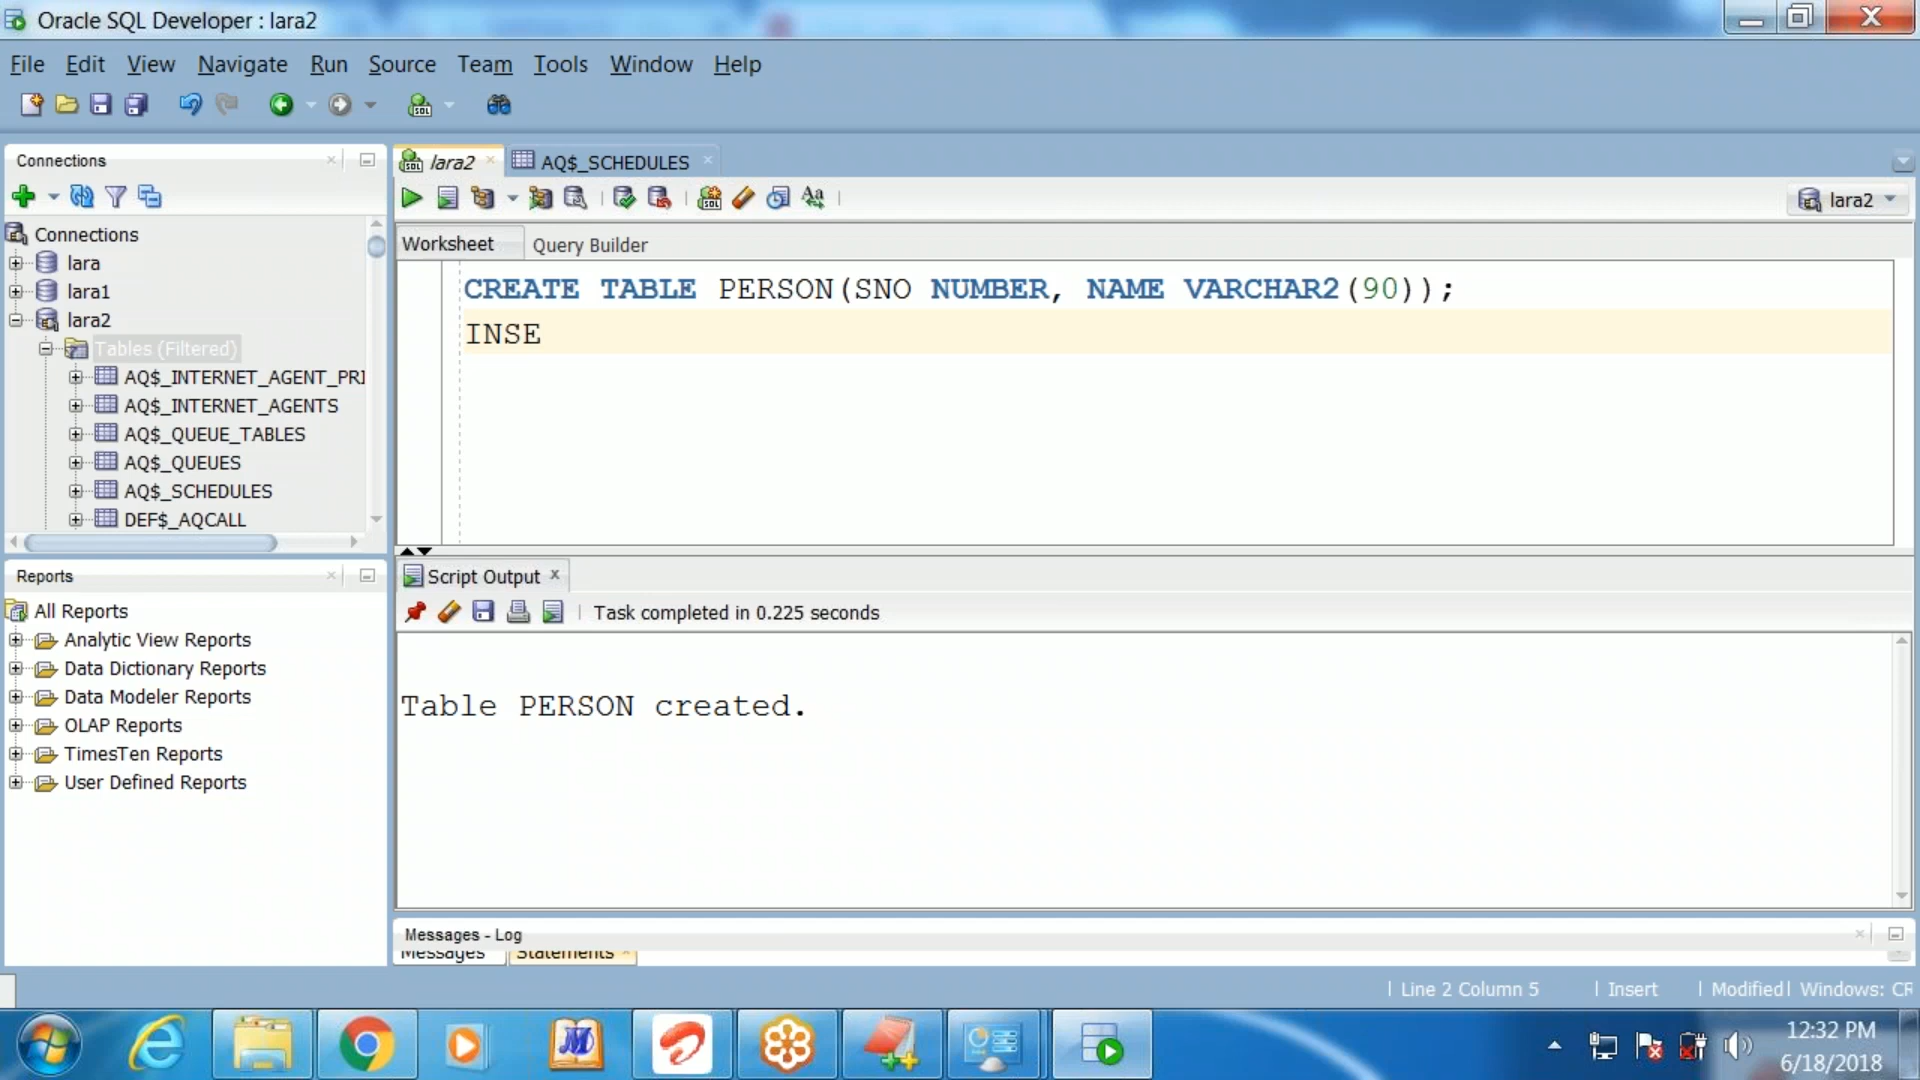 Oracle SQL Developer : lara2
File Edit View Navigate Run Source Team Tools Window Help
Connections
lara2
AQ$_SCHEDULES
lara2
Worksheet
Query Builder
Connections
lara
lara1
lara2
Tables (Filtered)
AQ$_INTERNET_AGENT_PRI
AQ$_INTERNET_AGENTS
AQ$_QUEUE_TABLES
AQ$_QUEUES
AQ$_SCHEDULES
DEF$_AQCALL
CREATE TABLE PERSON(SNO NUMBER, NAME VARCHAR2(90));
INSE
Reports
All Reports
Analytic View Reports
Data Dictionary Reports
Data Modeler Reports
OLAP Reports
TimesTen Reports
User Defined Reports
Script Output
Task completed in 0.225 seconds
Table PERSON created.
Messages - Log
Messages
Statements
Line 2 Column 5
Insert
Modified
Windows: CR
12:32 PM
6/18/2018